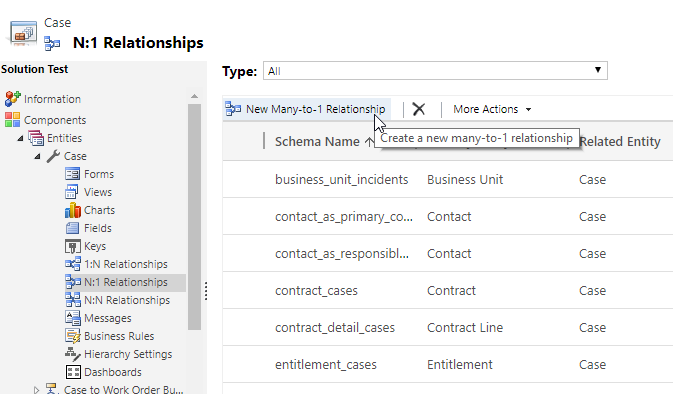 Case
N:1 Relationships
Solution Test
Information
Components
Entities
Case
Forms
Views
Charts
Fields
Keys
1:N Relationships
N:1 Relationships
N:N Relationships
Messages
Business Rules
Hierarchy Settings
Dashboards
Case to Work Order Bu...
Type: All
New Many-to-1 Relationship More Actions
Create a new many-to-1 relationship
Schema Name Related Entity
business_unit_incidents Business Unit Case
contact_as_primary_co... Contact Case
contact_as_responsibl... Contact Case
contract_cases Contract Case
contract_detail_cases Contract Line Case
entitlement_cases Entitlement Case